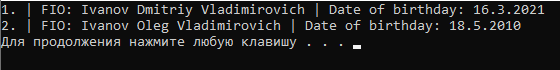 1. | FIO: Ivanov Dmitriy Vladimirovich | Date of birthday: 16.3.2021
2. | FIO: Ivanov Oleg Vladimirovich | Date of birthday: 18.5.2010
Для продолжения нажмите любую клавишу . . .